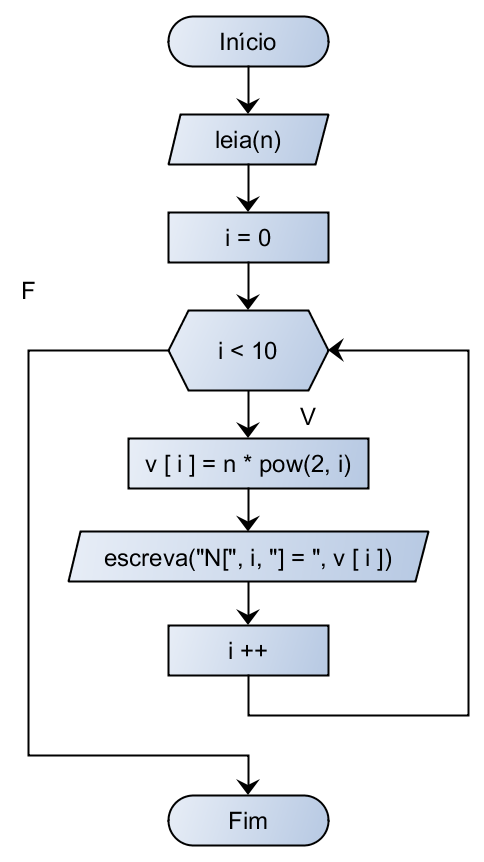 Início
leia(n)
i = 0
F
i < 10
V
v [ i ] = n * pow(2, i)
escreva("N[", i, "] = ", v [ i ])
i ++
Fim